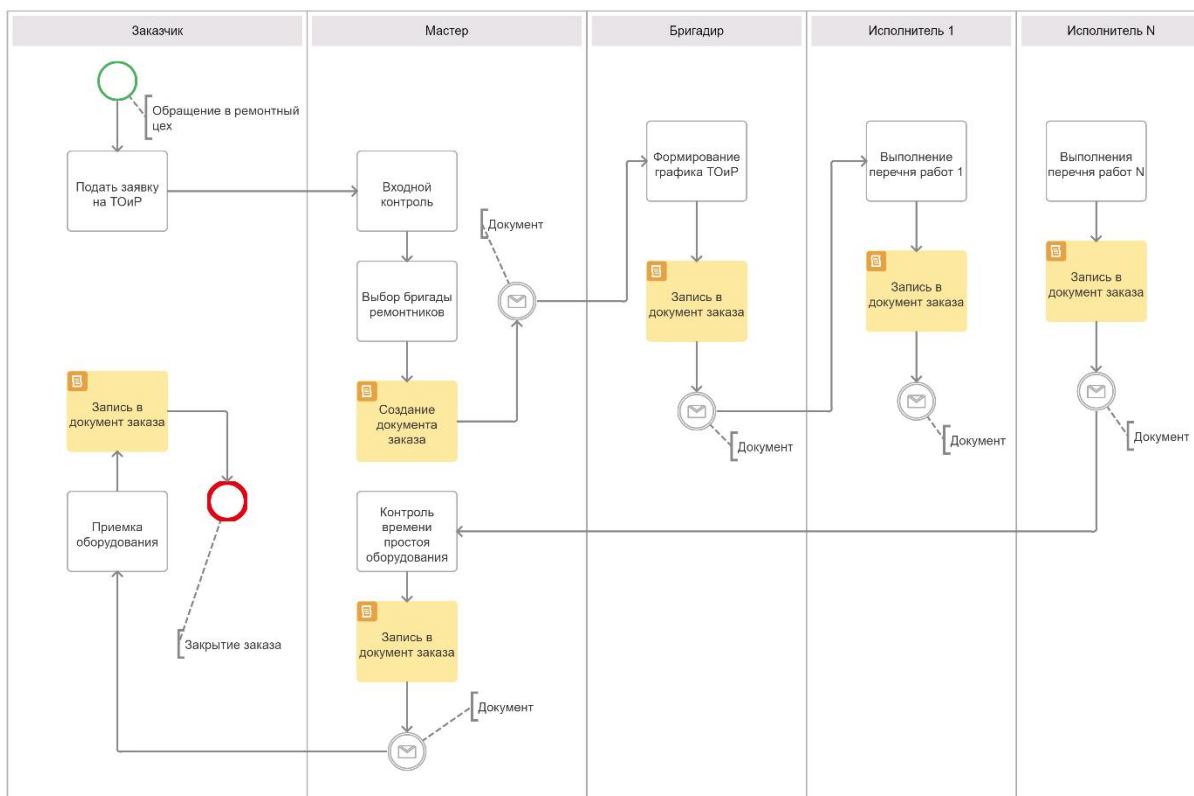 Заказчик
Мастер
Бригадир
Исполнитель 1
Исполнитель N
Обращение в ремонтный
цех
Подать заявку
на ТОиР
Входной
контроль
Документ
Формирование
графика ТОиР
Выполнение
перечня работ 1
Выполнения
перечня работ N
Выбор бригады
ремонтников
Запись в
документ заказа
Запись в
документ заказа
Запись в
документ заказа
Запись в
документ заказа
Создание
документа
заказа
Документ
Документ
Документ
Приемка
оборудования
Контроль
времени
простоя
оборудования
Закрытие заказа
Запись в
документ заказа
Документ